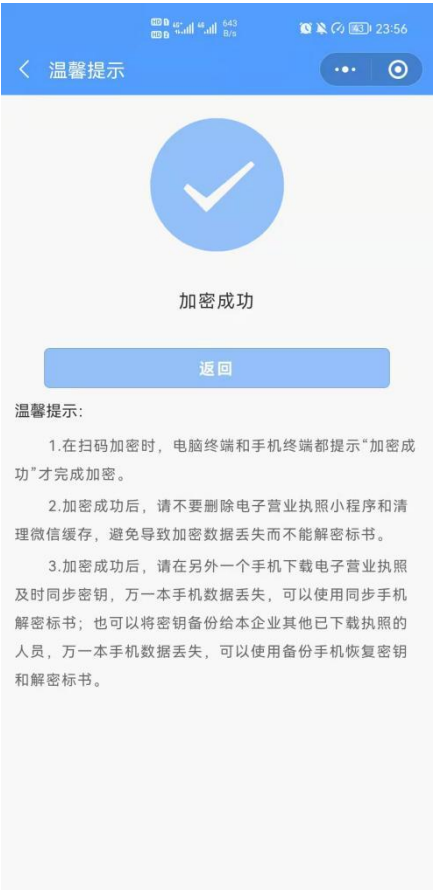 643
B/s
23:56
温馨提示
加密成功
返回
温馨提示:
1.在扫码加密时，电脑终端和手机终端都提示“加密成
功”才完成加密。
2.加密成功后，请不要删除电子营业执照小程序和清
理微信缓存，避免导致加密数据丢失而不能解密标书。
3.加密成功后，请在另外一个手机下载电子营业执照
及时同步密钥，万一本手机数据丢失，可以使用同步手机
解密标书；也可以将密钥备份给本企业其他已下载执照的
人员，万一本手机数据丢失，可以使用备份手机恢复密钥
和解密标书。